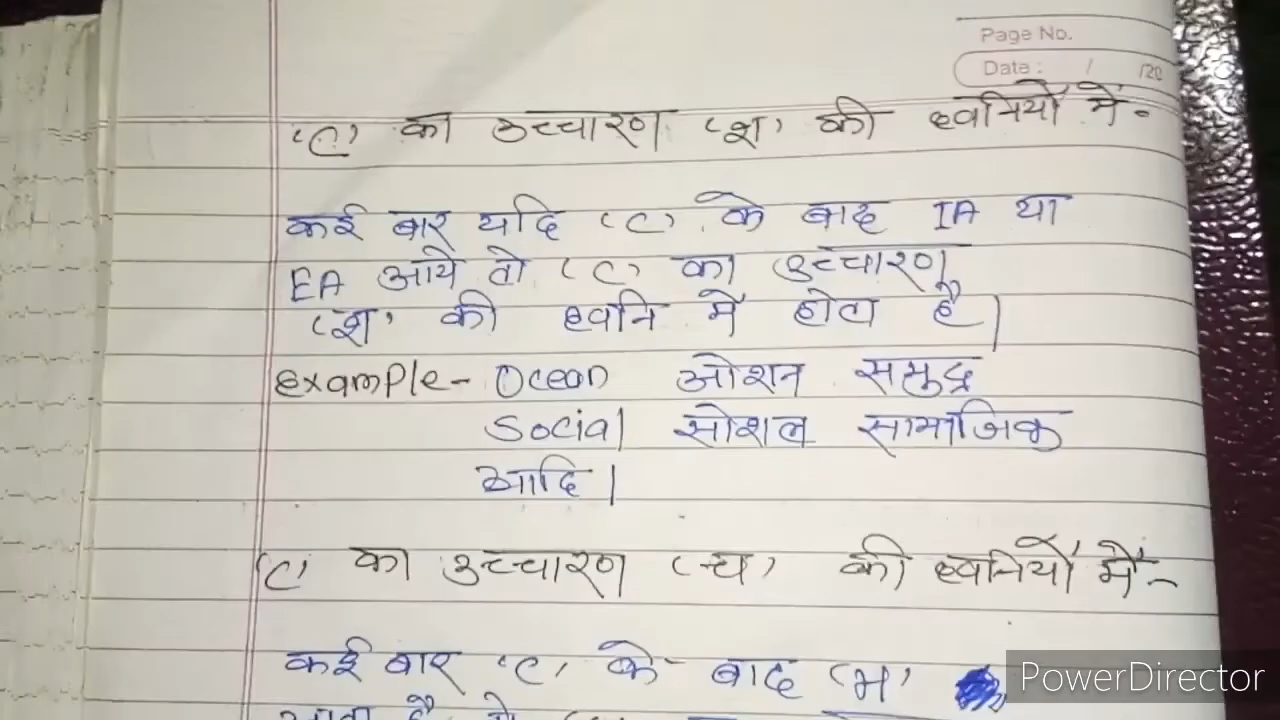 Page No.
Date : / /20
'C' का उच्चारण 'श' की ध्वनियों में-
कई बार यदि 'C' के बाद IA या
EA आये तो 'C' का उच्चारण
'श' की ध्वनि में होता है।
Example- Ocean ओशन समुद्र
Social सोशल सामाजिक
आदि।
'C' का उच्चारण 'च' की ध्वनियों में-
कई बार 'C' के बाद 'H'
PowerDirector